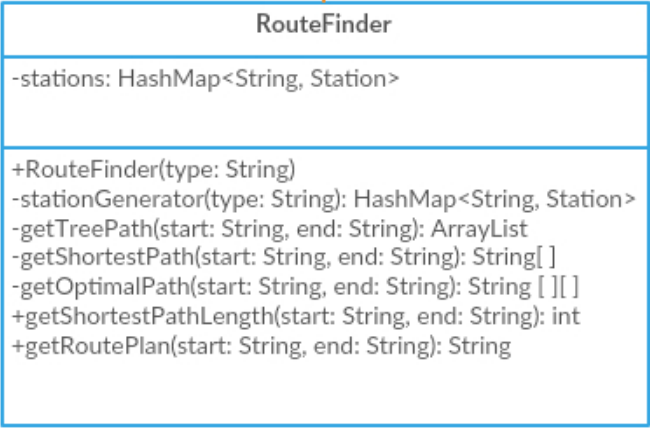 RouteFinder
-stations: HashMap<String, Station>
+RouteFinder(type: String)
-stationGenerator(type: String): HashMap<String, Station>
-getTreePath(start: String, end: String): ArrayList
-getShortestPath(start: String, end: String): String[ ]
-getOptimalPath(start: String, end: String): String [ ][ ]
+getShortestPathLength(start: String, end: String): int
+getRoutePlan(start: String, end: String): String